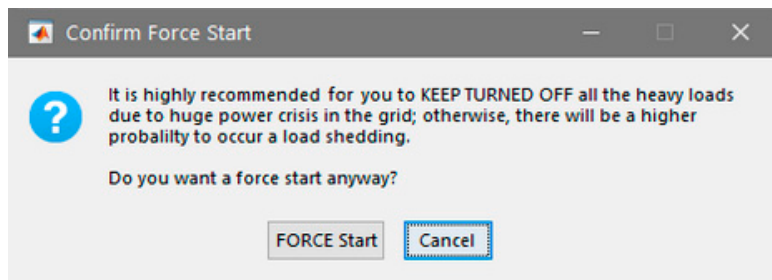 Confirm Force Start
It is highly recommended for you to KEEP TURNED OFF all the heavy loads
due to huge power crisis in the grid; otherwise, there will be a higher
probalilty to occur a load shedding.
Do you want a force start anyway?
FORCE Start Cancel